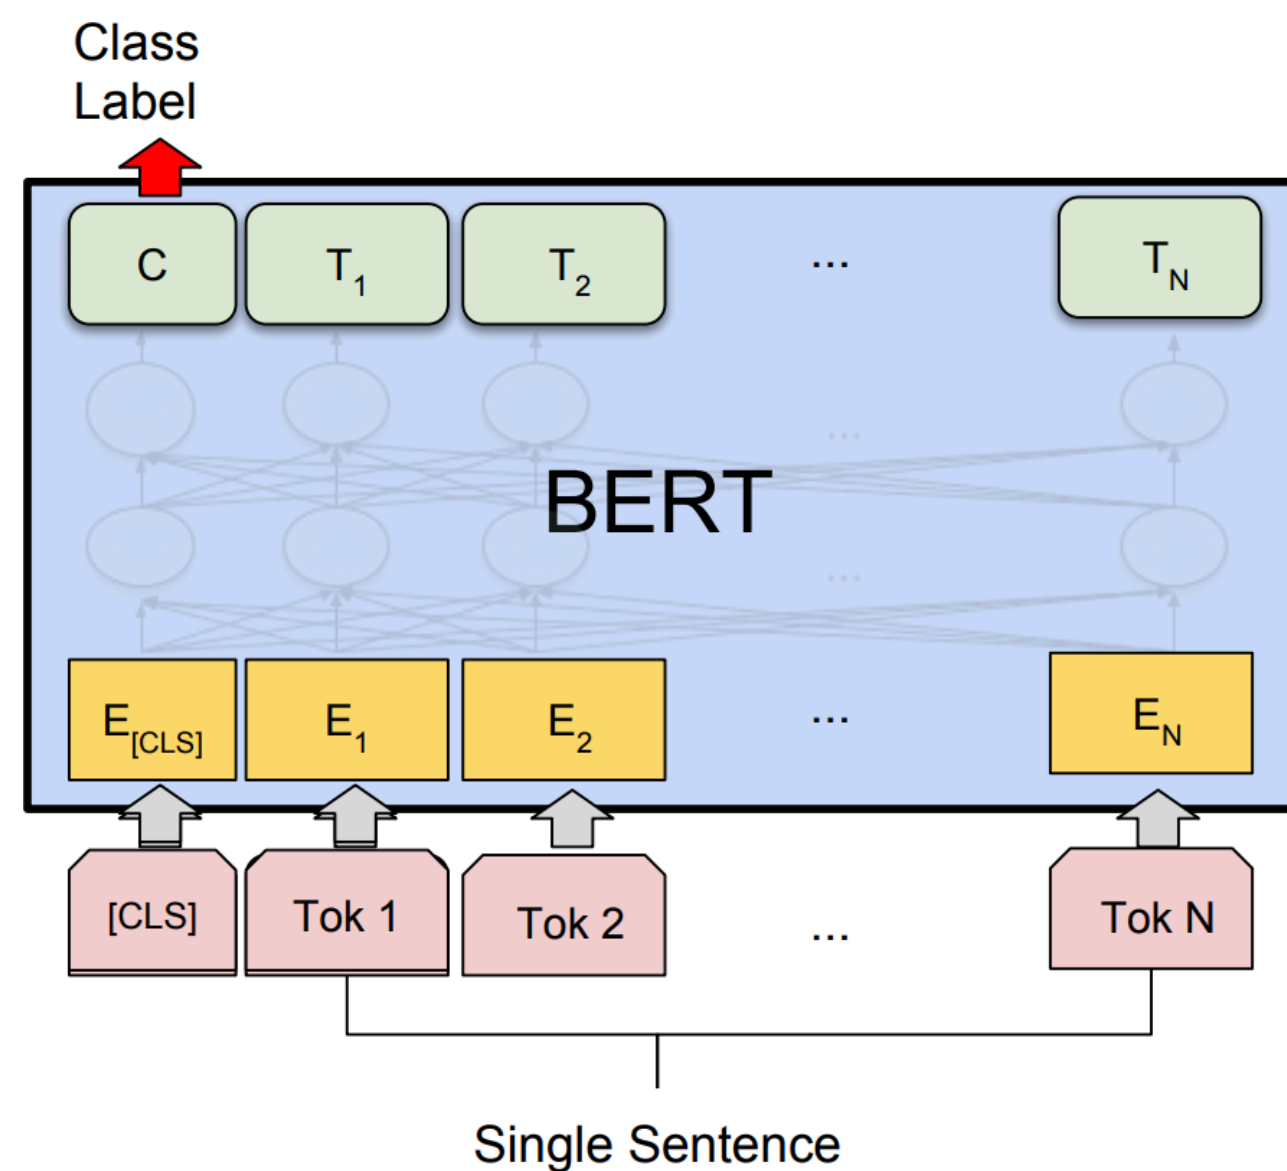 Class
Label
C T1 T2 ... TN
...
BERT
...
E[CLS] E1 E2 ... EN
[CLS] Tok 1 Tok 2 ... Tok N
Single Sentence